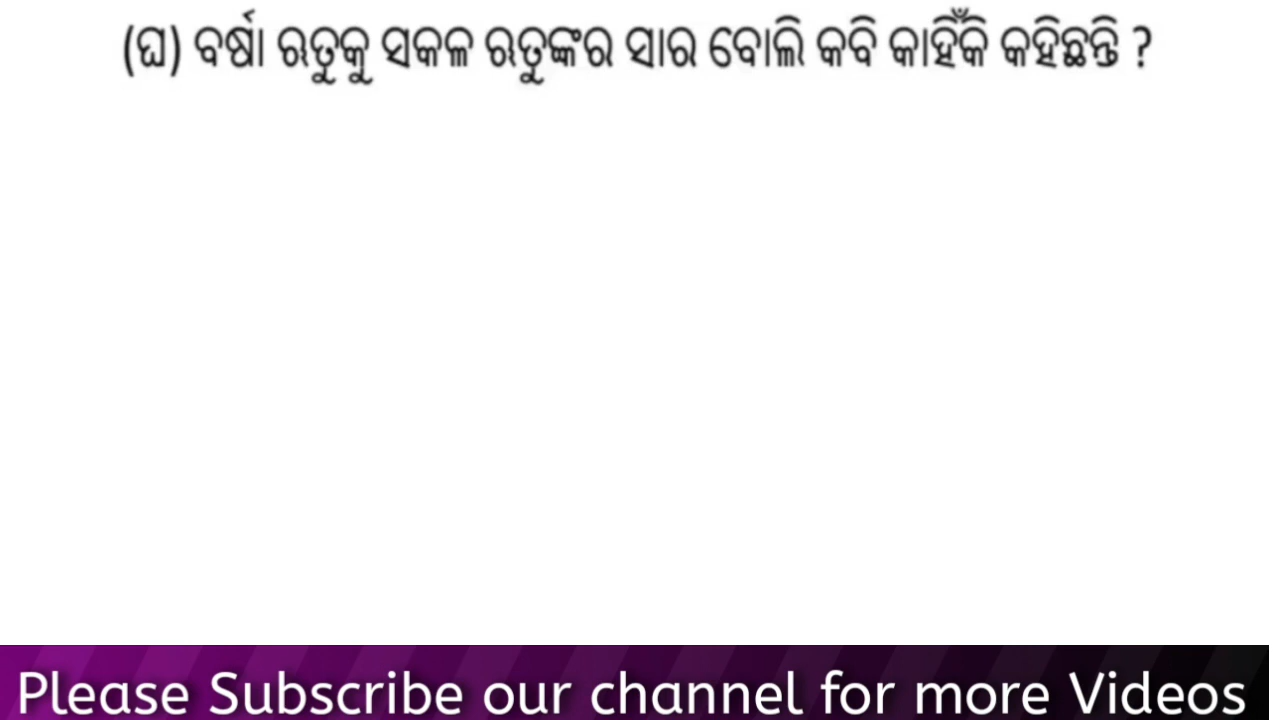 (ଘ) ବର୍ଷା ଋତୁକୁ ସକଳ ଋତୁଙ୍କର ସାର ବୋଲି କବି କାହିଁକି କହିଛନ୍ତି ?
Please Subscribe our channel for more Videos